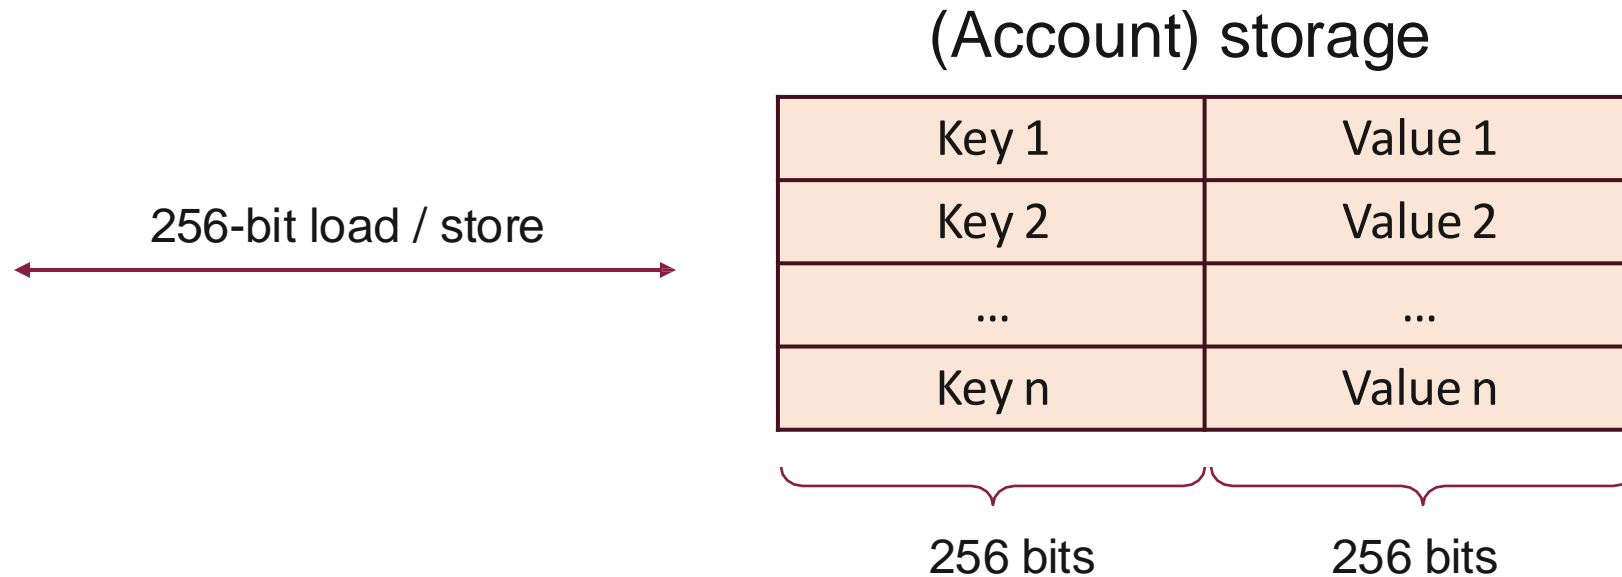 (Account) storage
Key 1 Value 1
256-bit load / store
Key 2 Value 2
... ...
Key n Value n
256 bits 256 bits